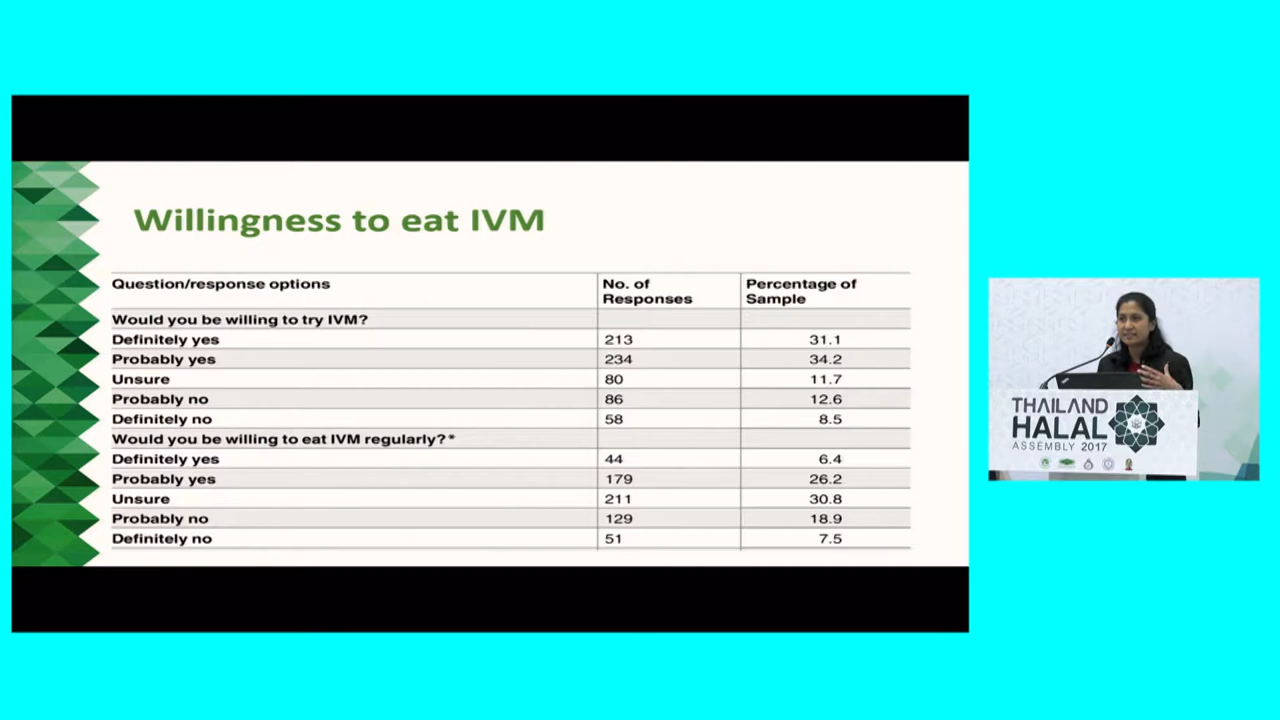 Willingness to eat IVM
Question/response options No. of Responses Percentage of Sample
Would you be willing to try IVM?
Definitely yes 213 31.1
Probably yes 234 34.2
Unsure 80 11.7
Probably no 86 12.6
Definitely no 58 8.5
Would you be willing to eat IVM regularly?*
Definitely yes 44 6.4
Probably yes 179 26.2
Unsure 211 30.8
Probably no 129 18.9
Definitely no 51 7.5
THAILAND
HALAL
ASSEMBLY 2017